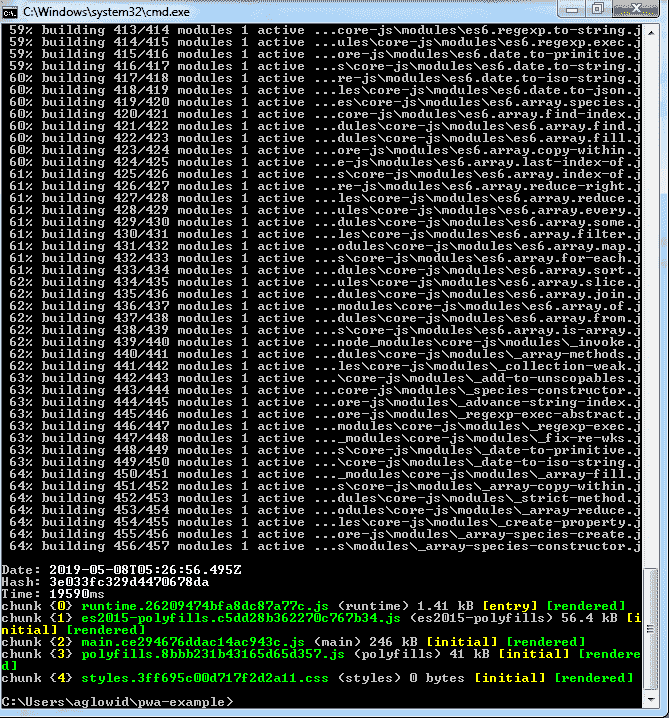 C:\Windows\system32\cmd.exe
59% building 413/414 modules 1 active ...core-js\modules\es6.regexp.to-string.j
59% building 414/415 modules 1 active ...ules\core-js\modules\es6.regexp.exec.j
59% building 415/416 modules 1 active ...ore-js\modules\es6.date.to-primitive.j
59% building 416/417 modules 1 active ...s\core-js\modules\es6.date.to-string.j
60% building 417/418 modules 1 active ...re-js\modules\es6.date.to-iso-string.j
60% building 418/419 modules 1 active ...les\core-js\modules\es6.date.to-json.j
60% building 419/420 modules 1 active ...es\core-js\modules\es6.array.species.j
60% building 420/421 modules 1 active ...core-js\modules\es6.array.find-index.j
60% building 421/422 modules 1 active ...dules\core-js\modules\es6.array.find.j
60% building 422/423 modules 1 active ...dules\core-js\modules\es6.array.fill.j
60% building 423/424 modules 1 active ...ore-js\modules\es6.array.copy-within.j
60% building 424/425 modules 1 active ...e-js\modules\es6.array.last-index-of.j
61% building 425/426 modules 1 active ...s\core-js\modules\es6.array.index-of.j
61% building 426/427 modules 1 active ...re-js\modules\es6.array.reduce-right.j
61% building 427/428 modules 1 active ...les\core-js\modules\es6.array.reduce.j
61% building 428/429 modules 1 active ...ules\core-js\modules\es6.array.every.j
61% building 429/430 modules 1 active ...dules\core-js\modules\es6.array.some.j
61% building 430/431 modules 1 active ...les\core-js\modules\es6.array.filter.j
61% building 431/432 modules 1 active ...odules\core-js\modules\es6.array.map.j
61% building 432/433 modules 1 active ...s\core-js\modules\es6.array.for-each.j
61% building 433/434 modules 1 active ...dules\core-js\modules\es6.array.sort.j
62% building 434/435 modules 1 active ...ules\core-js\modules\es6.array.slice.j
62% building 435/436 modules 1 active ...dules\core-js\modules\es6.array.join.j
62% building 436/437 modules 1 active ...modules\core-js\modules\es6.array.of.j
62% building 437/438 modules 1 active ...dules\core-js\modules\es6.array.from.j
62% building 438/439 modules 1 active ...s\core-js\modules\es6.array.is-array.j
62% building 439/440 modules 1 active ...node_modules\core-js\modules\_invoke.j
62% building 440/441 modules 1 active ...odules\core-js\modules\_array-methods.j
62% building 441/442 modules 1 active ...les\core-js\modules\_collection-weak.j
63% building 442/443 modules 1 active ...\core-js\modules\_add-to-unscopables.j
63% building 443/444 modules 1 active ...core-js\modules\_species-constructor.j
63% building 444/445 modules 1 active ...ore-js\modules\_advance-string-index.j
63% building 445/446 modules 1 active ...ore-js\modules\_regexp-exec-abstract.j
63% building 446/447 modules 1 active ...modules\core-js\modules\_regexp-exec.j
63% building 447/448 modules 1 active ..._modules\core-js\modules\_fix-re-wks.j
63% building 448/449 modules 1 active ...s\core-js\modules\_date-to-primitive.j
63% building 449/450 modules 1 active ...\core-js\modules\_date-to-iso-string.j
64% building 450/451 modules 1 active ..._modules\core-js\modules\_array-fill.j
64% building 451/452 modules 1 active ...s\core-js\modules\_array-copy-within.j
64% building 452/453 modules 1 active ...dules\core-js\modules\_strict-method.j
64% building 453/454 modules 1 active ...odules\core-js\modules\_array-reduce.j
64% building 454/455 modules 1 active ...les\core-js\modules\_create-property.j
64% building 455/456 modules 1 active ...ore-js\modules\_array-species-create.j
64% building 456/457 modules 1 active ...s\modules\_array-species-constructor.j
Date: 2019-05-08T05:26:56.495Z
Hash: 3e033fc329d4470678da
Time: 19590ms
chunk {0} runtime.26209474bfa8dc87a77c.js (runtime) 1.41 kB [entry] [rendered]
chunk {1} es2015-polyfills.c5dd28b362270c767b34.js (es2015-polyfills) 56.4 kB [i
nitial] [rendered]
chunk {2} main.ce294676ddac14ac943c.js (main) 246 kB [initial] [rendered]
chunk {3} polyfills.8bbb231b43165d65d357.js (polyfills) 41 kB [initial] [rendere
d]
chunk {4} styles.3ff695c00d717f2d2a11.css (styles) 0 bytes [initial] [rendered]
C:\Users\aglowid\pwa-example>